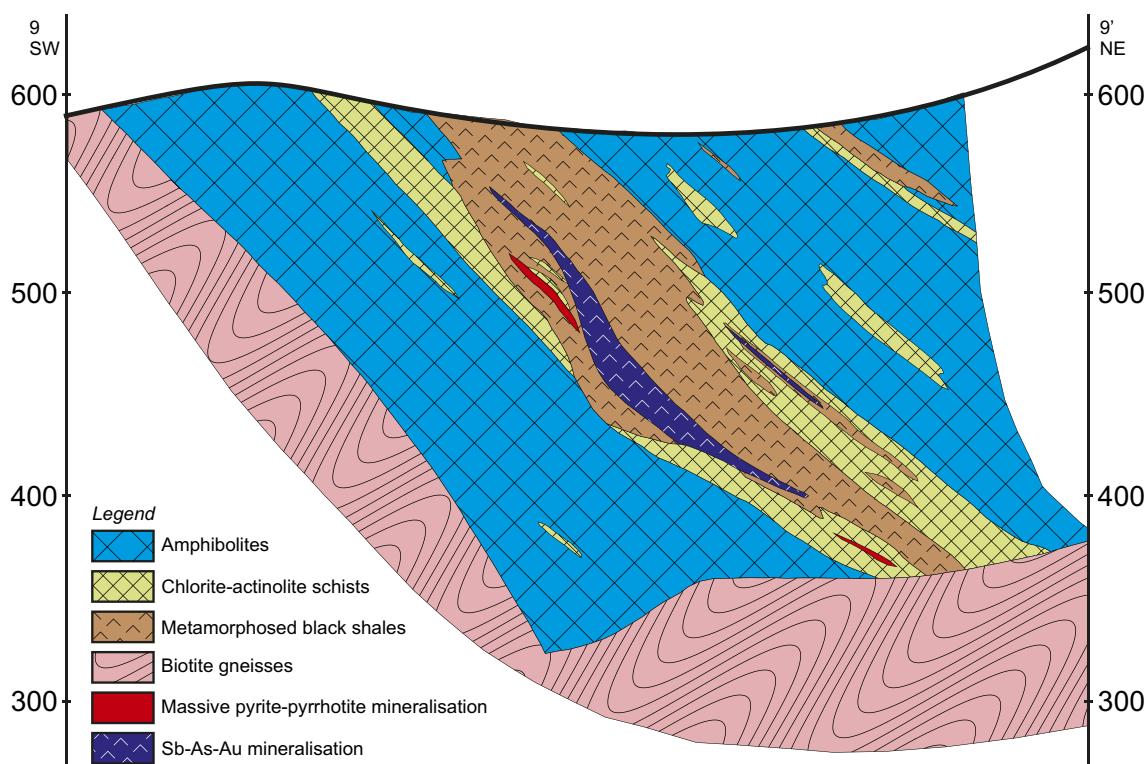 9
SW
9'
NE
600
600
500
500
400
400
300
300
Legend
Amphibolites
Chlorite-actinolite schists
Metamorphosed black shales
Biotite gneisses
Massive pyrite-pyrrhotite mineralisation
Sb-As-Au mineralisation